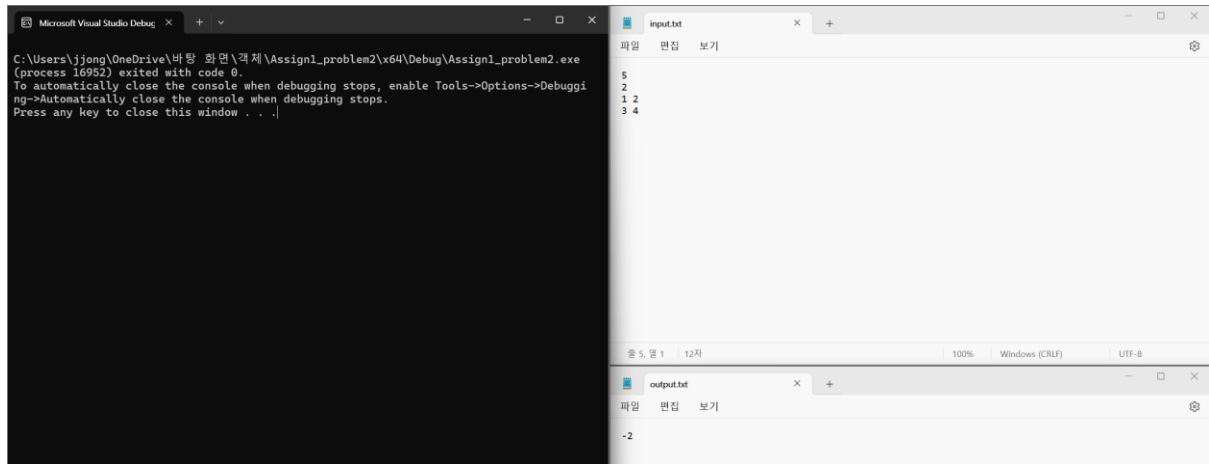 Microsoft Visual Studio Debug
C:\Users\jjong\OneDrive\바탕 화면\객체\Assign1_problem2\x64\Debug\Assign1_problem2.exe
(process 16952) exited with code 0.
To automatically close the console when debugging stops, enable Tools->Options->Debuggi
ng->Automatically close the console when debugging stops.
Press any key to close this window . . .
input.txt
파일 편집 보기
5
2
1 2
3 4
줄 5, 열 1 12자 100% Windows (CRLF) UTF-8
output.txt
파일 편집 보기
-2